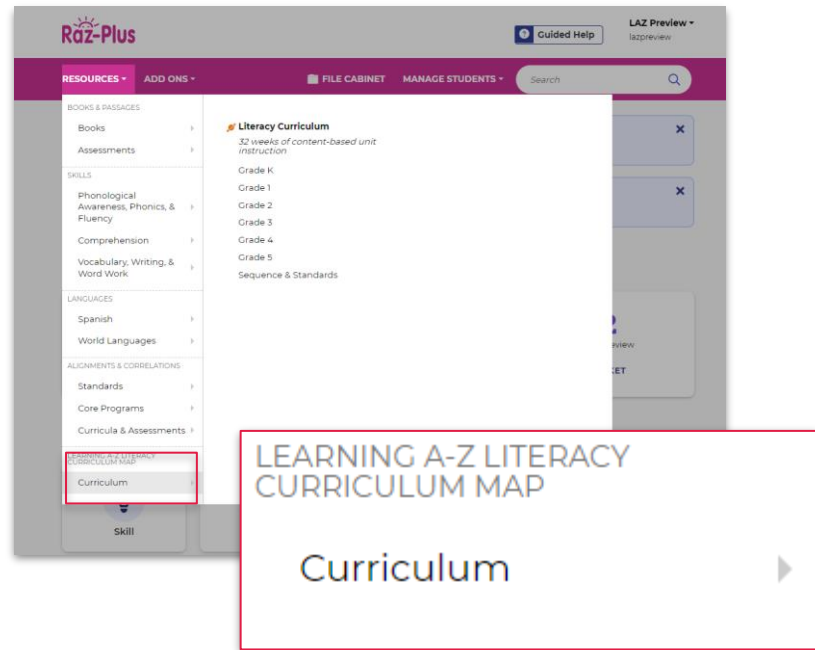 Raz-Plus
Guided Help
LAZ Preview
lazpreview
RESOURCES
ADD ONS
FILE CABINET
MANAGE STUDENTS
Search
BOOKS & PASSAGES
Books
Assessments
SKILLS
Phonological
Awareness, Phonics, &
Fluency
Comprehension
Vocabulary, Writing, &
Word Work
LANGUAGES
Spanish
World Languages
ALIGNMENTS & CORRELATIONS
Standards
Core Programs
Curricula & Assessments
LEARNING A-Z LITERACY
CURRICULUM MAP
Curriculum
Literacy Curriculum
32 weeks of content-based unit
instruction
Grade K
Grade 1
Grade 2
Grade 3
Grade 4
Grade 5
Sequence & Standards
Skill
LEARNING A-Z LITERACY
CURRICULUM MAP
Curriculum